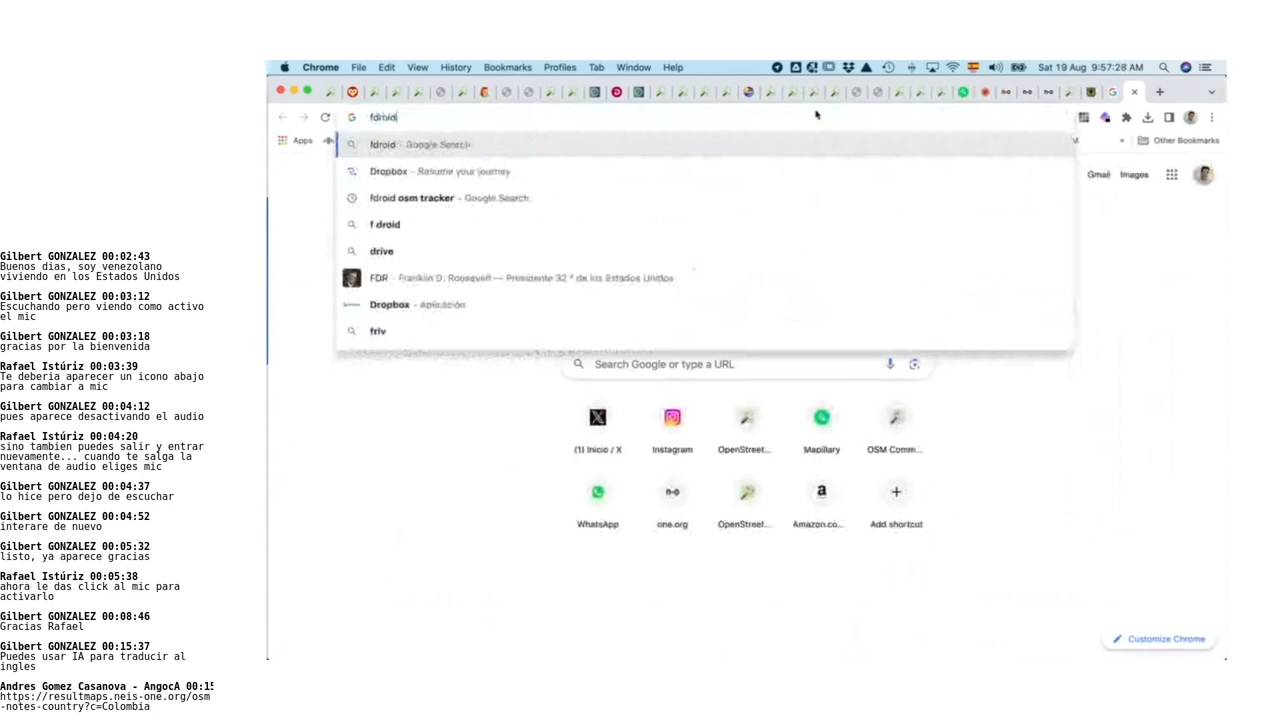 Chrome File Edit View History Bookmarks Profiles Tab Window Help Sat 19 Aug 9:57:28 AM
fdroid
Apps Other Bookmarks
fdroid - Google Search
Gmail Images
Dropbox – Resume your journey
fdroid osm tracker - Google Search
f droid
drive
FDR - Franklin D. Roosevelt — Presidente 32.º de los Estados Unidos
Dropbox - Aplicación
friv
Search Google or type a URL
(1) Inicio / X Instagram OpenStreet... Mapillary OSM Comm...
WhatsApp one.org OpenStreet... Amazon.co... Add shortcut
Customize Chrome
Gilbert GONZALEZ 00:02:43
Buenos dias, soy venezolano
viviendo en los Estados Unidos
Gilbert GONZALEZ 00:03:12
Escuchando pero viendo como activo
el mic
Gilbert GONZALEZ 00:03:18
gracias por la bienvenida
Rafael Istúriz 00:03:39
Te deberia aparecer un icono abajo
para cambiar a mic
Gilbert GONZALEZ 00:04:12
pues aparece desactivando el audio
Rafael Istúriz 00:04:20
sino tambien puedes salir y entrar
nuevamente... cuando te salga la
ventana de audio eliges mic
Gilbert GONZALEZ 00:04:37
lo hice pero dejo de escuchar
Gilbert GONZALEZ 00:04:52
interare de nuevo
Gilbert GONZALEZ 00:05:32
listo, ya aparece gracias
Rafael Istúriz 00:05:38
ahora le das click al mic para
activarlo
Gilbert GONZALEZ 00:08:46
Gracias Rafael
Gilbert GONZALEZ 00:15:37
Puedes usar IA para traducir al
ingles
Andres Gomez Casanova - AngocA 00:15
https://resultmaps.neis-one.org/osm
-notes-country?c=Colombia